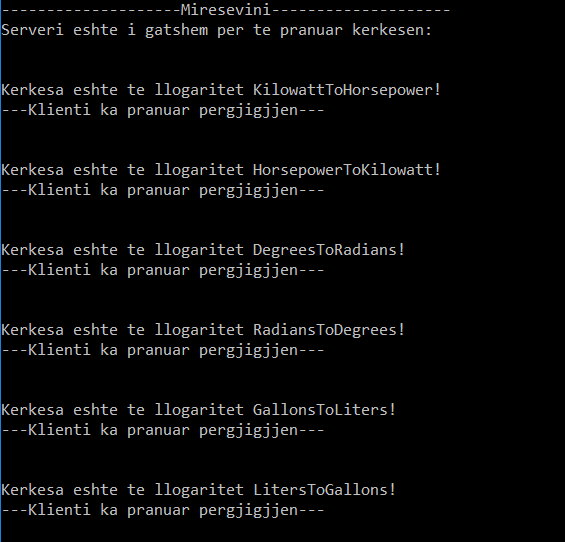 --------------------Miresevini--------------------
Serveri eshte i gatshem per te pranuar kerkesen:
Kerkesa eshte te llogaritet KilowattToHorsepower!
---Klienti ka pranuar pergjigjjen---
Kerkesa eshte te llogaritet HorsepowerToKilowatt!
---Klienti ka pranuar pergjigjjen---
Kerkesa eshte te llogaritet DegreesToRadians!
---Klienti ka pranuar pergjigjjen---
Kerkesa eshte te llogaritet RadiansToDegrees!
---Klienti ka pranuar pergjigjjen---
Kerkesa eshte te llogaritet GallonsToLiters!
---Klienti ka pranuar pergjigjjen---
Kerkesa eshte te llogaritet LitersToGallons!
---Klienti ka pranuar pergjigjjen---